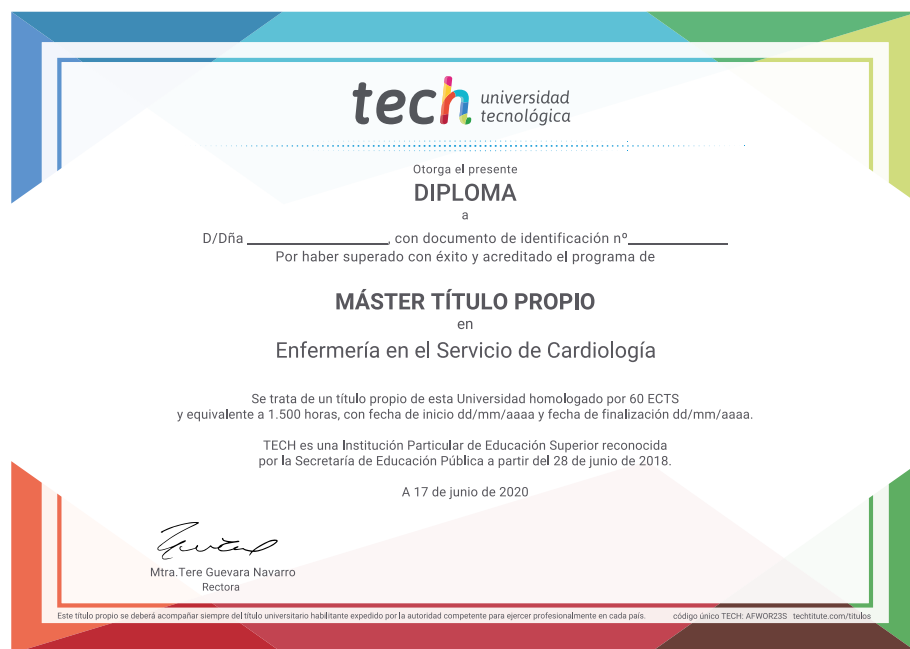 tech universidad
tecnológica
Otorga el presente
DIPLOMA
a
D/Dña ____________________, con documento de identificación nº______________
Por haber superado con éxito y acreditado el programa de
MÁSTER TÍTULO PROPIO
en
Enfermería en el Servicio de Cardiología
Se trata de un título propio de esta Universidad homologado por 60 ECTS
y equivalente a 1.500 horas, con fecha de inicio dd/mm/aaaa y fecha de finalización dd/mm/aaaa.
TECH es una Institución Particular de Educación Superior reconocida
por la Secretaría de Educación Pública a partir del 28 de junio de 2018.
A 17 de junio de 2020
Mtra.Tere Guevara Navarro
Rectora
Este título propio se deberá acompañar siempre del título universitario habilitante expedido por la autoridad competente para ejercer profesionalmente en cada país. código único TECH: AFWOR23S techtitute.com/titulos